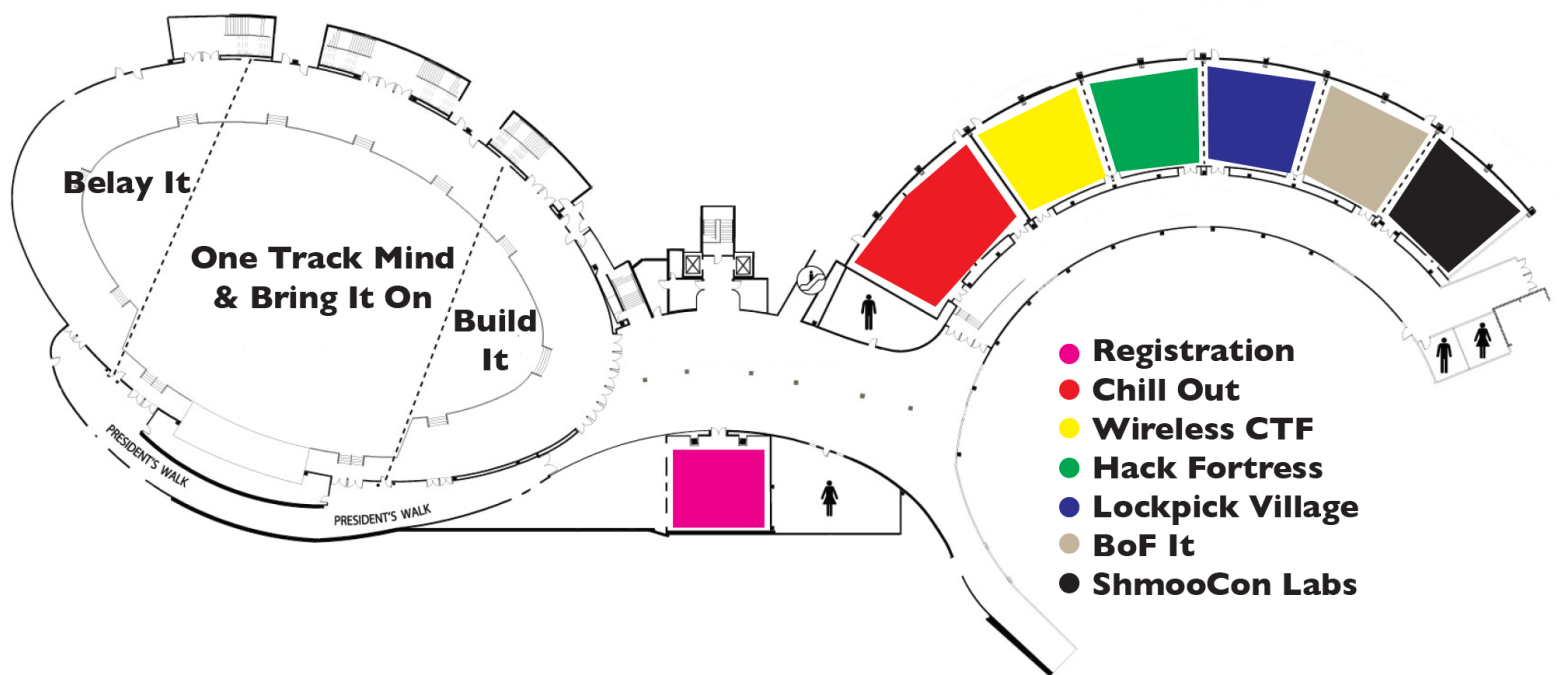 Belay It
One Track Mind
& Bring It On
Build
It
PRESIDENT'S WALK
PRESIDENT'S WALK
Registration
Chill Out
Wireless CTF
Hack Fortress
Lockpick Village
BoF It
ShmooCon Labs